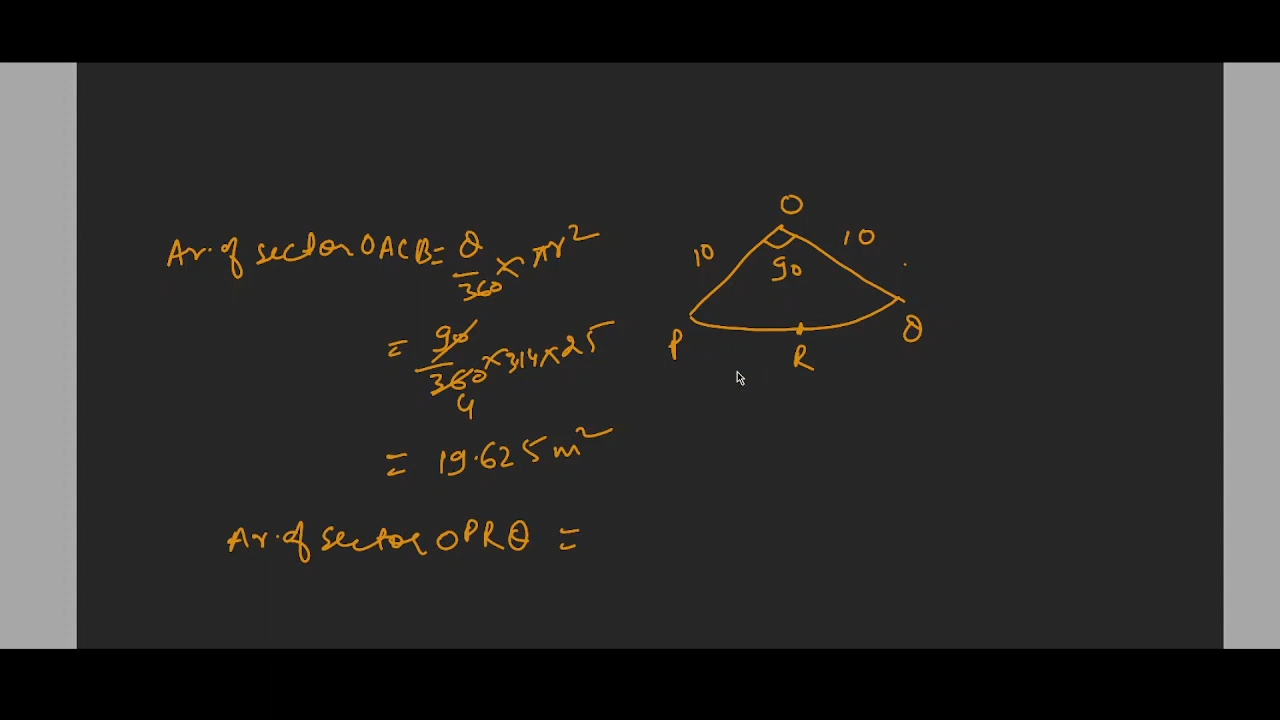 Ar. of sector OACB = θ/360 × πr²
= 90/360 × 3.14 × 25
4
= 19.625 m²
Ar. of sector OPRQ =
O
10
10
90
P
R
Q